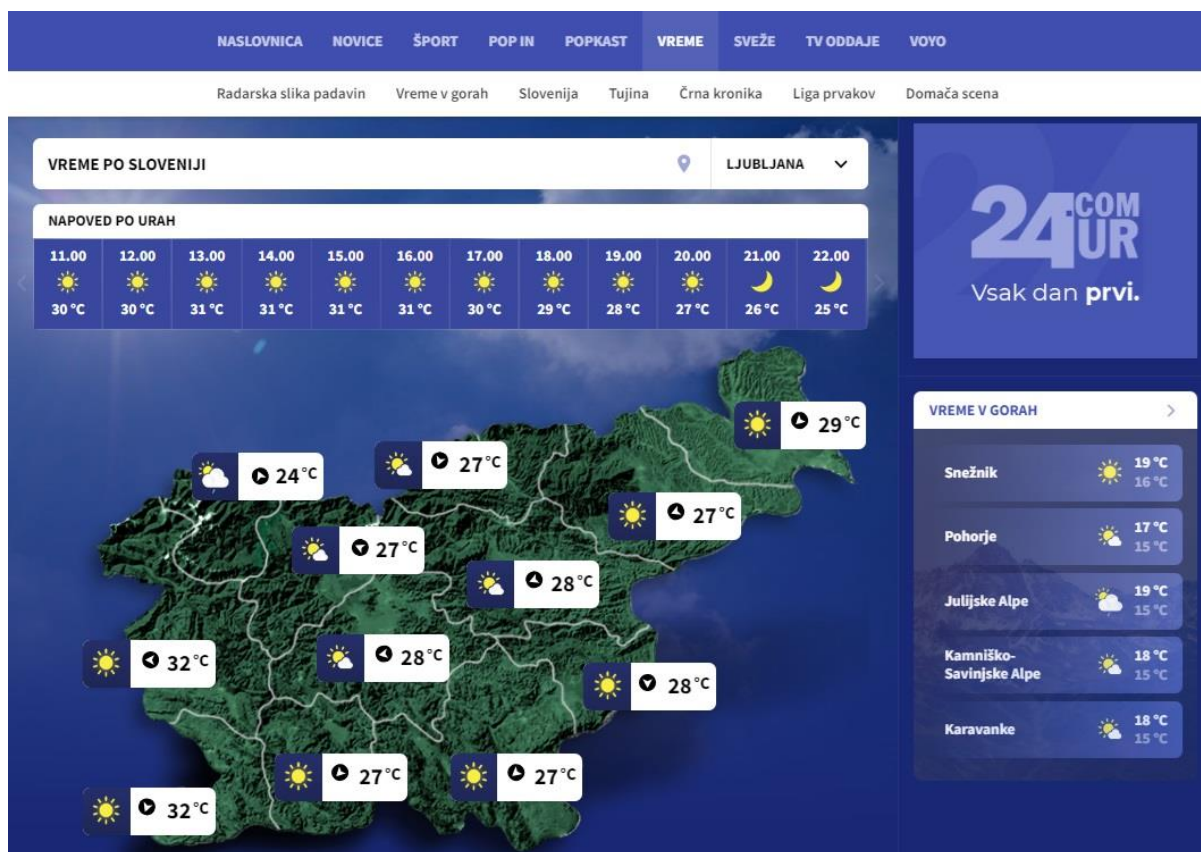 NASLOVNICA NOVICE ŠPORT POP IN POPKAST VREME SVEŽE TV ODDAJE VOYO
Radarska slika padavin Vreme v gorah Slovenija Tujina Črna kronika Liga prvakov Domača scena
VREME PO SLOVENIJI LJUBLJANA
NAPOVED PO URAH
11.00 12.00 13.00 14.00 15.00 16.00 17.00 18.00 19.00 20.00 21.00 22.00
30 °C 30 °C 31 °C 31 °C 31 °C 31 °C 30 °C 29 °C 28 °C 27 °C 26 °C 25 °C
24 COM
UR
Vsak dan prvi.
29 °C
27 °C
24 °C
27 °C
27 °C
28 °C
32 °C
28 °C
28 °C
27 °C
27 °C
32 °C
VREME V GORAH
Snežnik 19 °C
16 °C
Pohorje 17 °C
15 °C
Julijske Alpe 19 °C
15 °C
Kamniško-
Savinjske Alpe 18 °C
15 °C
Karavanke 18 °C
15 °C